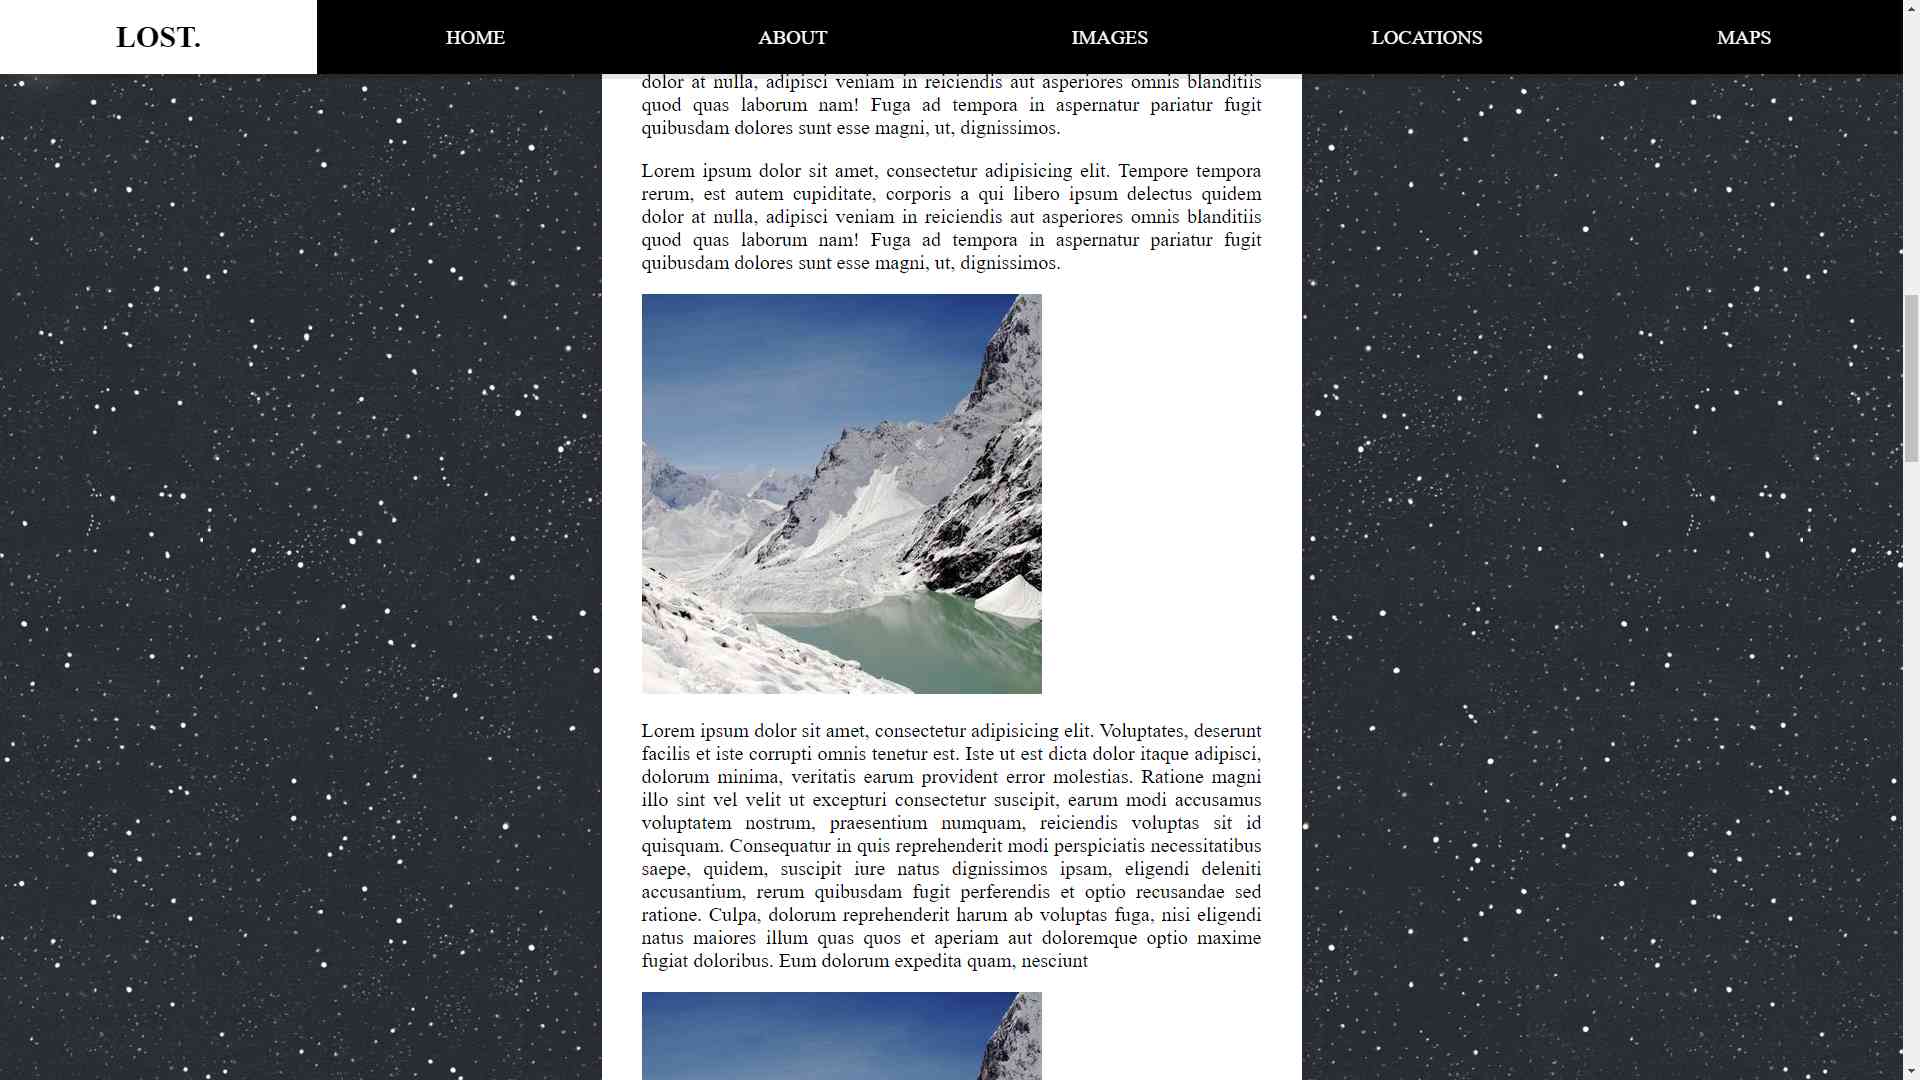 LOST.
HOME
ABOUT
IMAGES
LOCATIONS
MAPS
dolor at nulla, adipisci veniam in reiciendis aut asperiores omnis blanditiis
quod quas laborum nam! Fuga ad tempora in aspernatur pariatur fugit
quibusdam dolores sunt esse magni, ut, dignissimos.
Lorem ipsum dolor sit amet, consectetur adipisicing elit. Tempore tempora
rerum, est autem cupiditate, corporis a qui libero ipsum delectus quidem
dolor at nulla, adipisci veniam in reiciendis aut asperiores omnis blanditiis
quod quas laborum nam! Fuga ad tempora in aspernatur pariatur fugit
quibusdam dolores sunt esse magni, ut, dignissimos.
Lorem ipsum dolor sit amet, consectetur adipisicing elit. Voluptates, deserunt
facilis et iste corrupti omnis tenetur est. Iste ut est dicta dolor itaque adipisci,
dolorum minima, veritatis earum provident error molestias. Ratione magni
illo sint vel velit ut excepturi consectetur suscipit, earum modi accusamus
voluptatem nostrum, praesentium numquam, reiciendis voluptas sit id
quisquam. Consequatur in quis reprehenderit modi perspiciatis necessitatibus
saepe, quidem, suscipit iure natus dignissimos ipsam, eligendi deleniti
accusantium, rerum quibusdam fugit perferendis et optio recusandae sed
ratione. Culpa, dolorum reprehenderit harum ab voluptas fuga, nisi eligendi
natus maiores illum quas quos et aperiam aut doloremque optio maxime
fugiat doloribus. Eum dolorum expedita quam, nesciunt